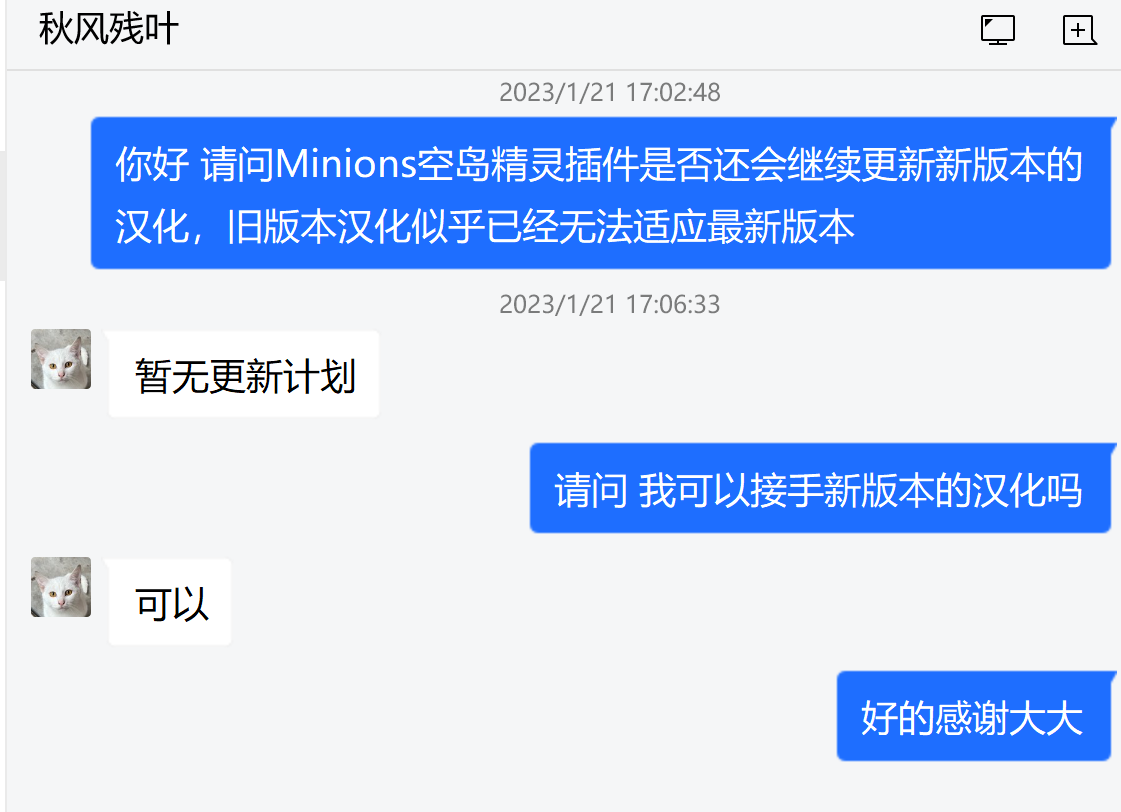 秋风残叶
2023/1/21 17:02:48
你好 请问Minions空岛精灵插件是否还会继续更新新版本的
汉化，旧版本汉化似乎已经无法适应最新版本
2023/1/21 17:06:33
暂无更新计划
请问 我可以接手新版本的汉化吗
可以
好的感谢大大